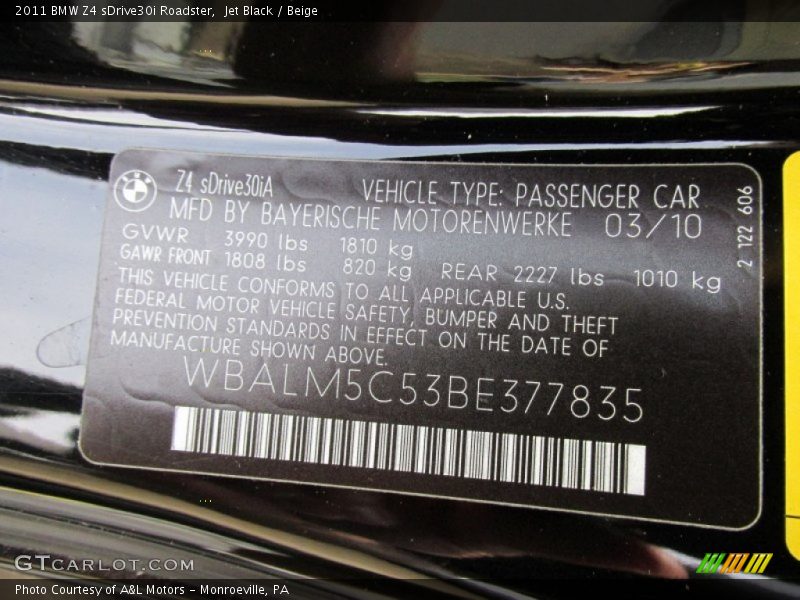 2011 BMW Z4 sDrive30i Roadster,  Jet Black / Beige
BMW
Z4 sDrive30iA
VEHICLE TYPE: PASSENGER CAR
MFD BY BAYERISCHE MOTORENWERKE 03/10
GVWR 3990 lbs 1810 kg
GAWR FRONT 1808 lbs 820 kg REAR 2227 lbs 1010 kg
THIS VEHICLE CONFORMS TO ALL APPLICABLE U.S.
FEDERAL MOTOR VEHICLE SAFETY, BUMPER AND THEFT
PREVENTION STANDARDS IN EFFECT ON THE DATE OF
MANUFACTURE SHOWN ABOVE.
WBALM5C53BE377835
2 122 606
GTCARLOT.COM
Photo Courtesy of A&L Motors – Monroeville, PA